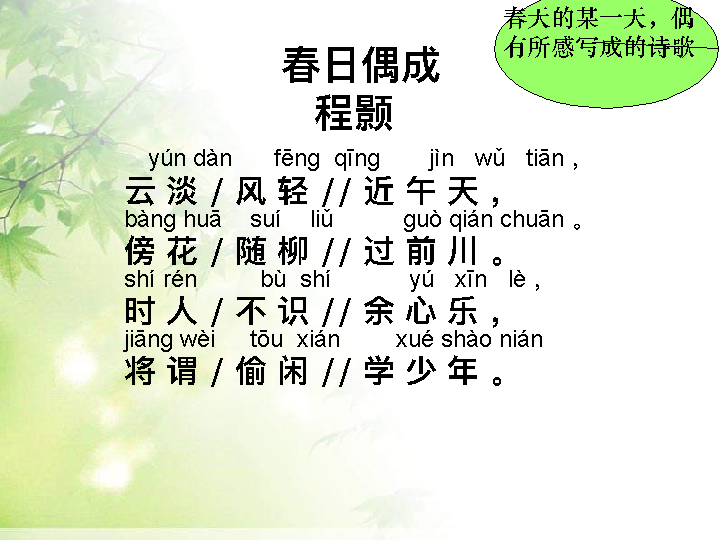 春天的某一天，偶
有所感写成的诗歌
春日偶成
程颢
yún dàn fēng qīng jìn wǔ tiān，
云 淡 / 风 轻 // 近 午 天 ，
bàng huā suí liǔ guò qián chuān 。
傍 花 / 随 柳 // 过 前 川 。
shí rén bù shí yú xīn lè，
时 人 / 不 识 // 余 心 乐 ，
jiāng wèi tōu xián xué shào nián
将 谓 / 偷 闲 // 学 少 年 。